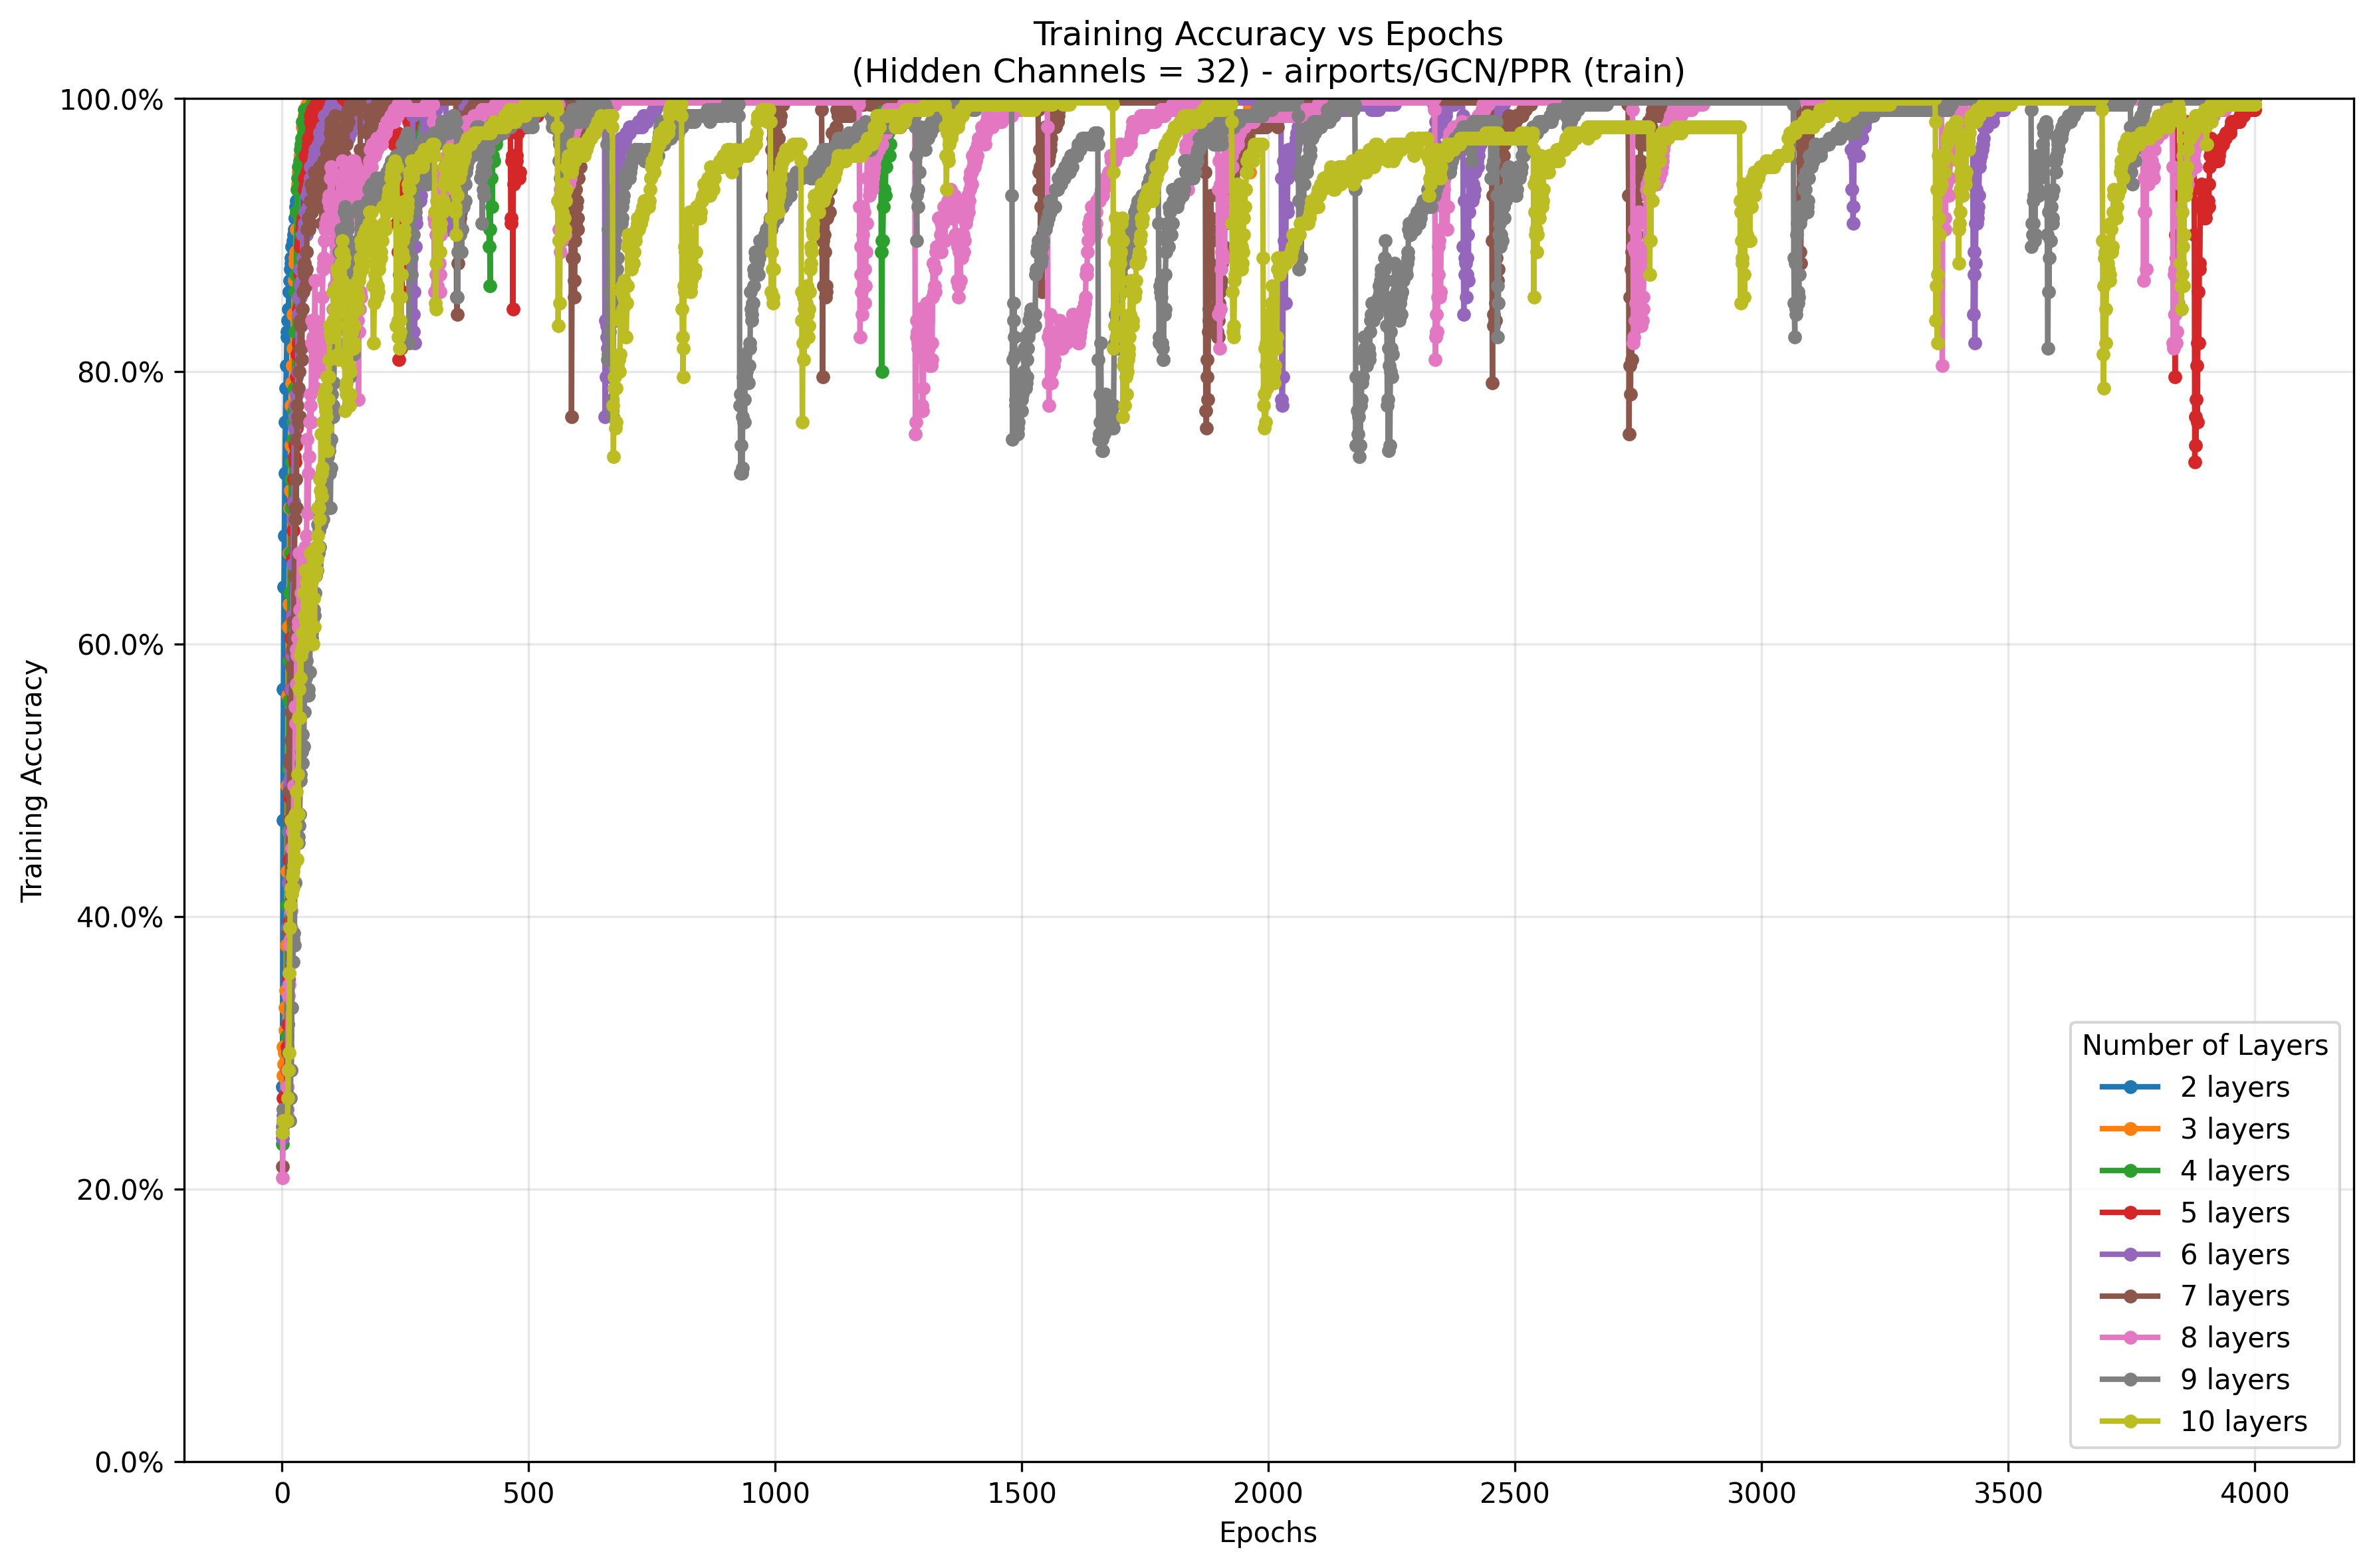 Training Accuracy vs Epochs
(Hidden Channels = 32) - airports/GCN/PPR (train)
100.0%
80.0%
60.0%
40.0%
20.0%
0.0%
Training Accuracy
0 500 1000 1500 2000 2500 3000 3500 4000
Epochs
Number of Layers
2 layers
3 layers
4 layers
5 layers
6 layers
7 layers
8 layers
9 layers
10 layers